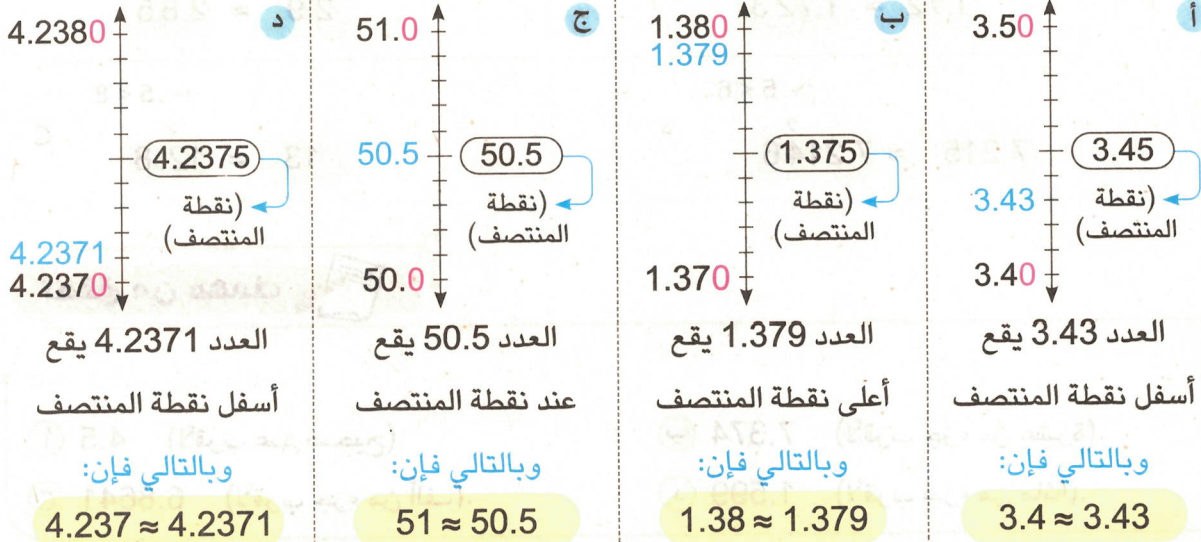 أ
3.50
3.45
(نقطة
المنتصف)
3.43
3.40
العدد 3.43 يقع
أسفل نقطة المنتصف
وبالتالي فإن:
3.4 ≈ 3.43
ب
1.380
1.379
1.375
(نقطة
المنتصف)
1.370
العدد 1.379 يقع
أعلى نقطة المنتصف
وبالتالي فإن:
1.38 ≈ 1.379
ج
51.0
50.5
50.5
(نقطة
المنتصف)
50.0
العدد 50.5 يقع
عند نقطة المنتصف
وبالتالي فإن:
51 ≈ 50.5
د
4.2380
4.2375
(نقطة
المنتصف)
4.2371
4.2370
العدد 4.2371 يقع
أسفل نقطة المنتصف
وبالتالي فإن:
4.237 ≈ 4.2371